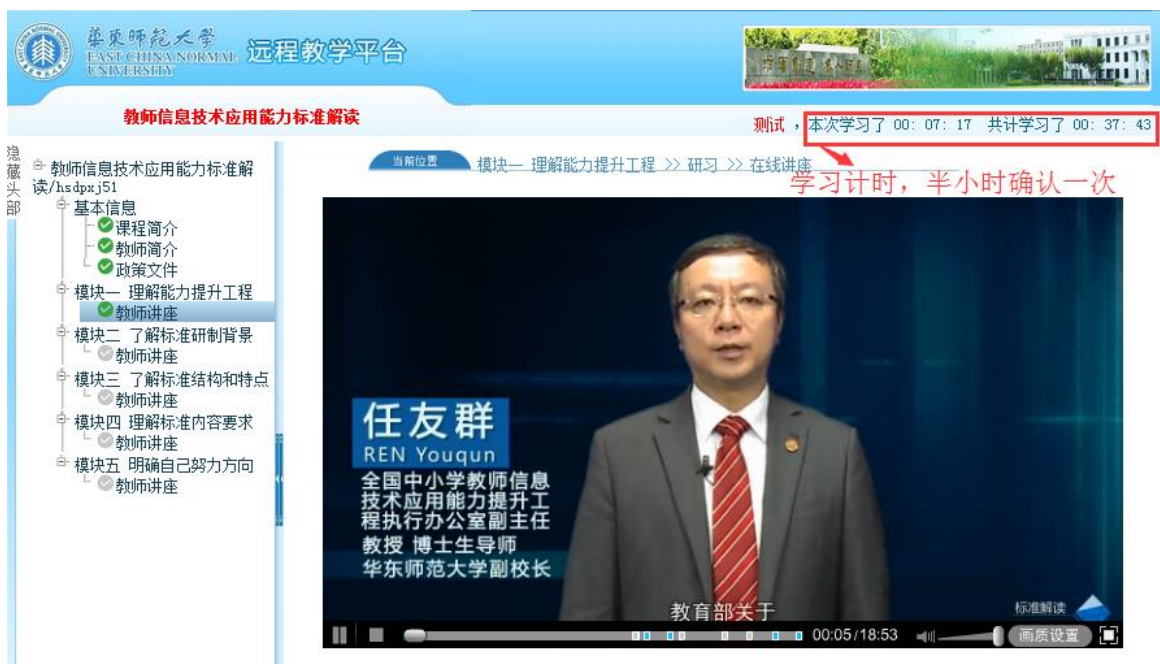 華東師範大學
EAST CHINA NORMAL
UNIVERSITY
远程教学平台
教师信息技术应用能力标准解读
测试 ，本次学习了 00: 07: 17 共计学习了 00: 37: 43
隐藏头部
当前位置 模块一 理解能力提升工程 >> 研习 >> 在线讲座
学习计时，半小时确认一次
教师信息技术应用能力标准解
读/hsdpxj51
基本信息
课程简介
教师简介
政策文件
模块一 理解能力提升工程
教师讲座
模块二 了解标准研制背景
教师讲座
模块三 了解标准结构和特点
教师讲座
模块四 理解标准内容要求
教师讲座
模块五 明确自己努力方向
教师讲座
任友群
REN Youqun
全国中小学教师信息
技术应用能力提升工
程执行办公室副主任
教授 博士生导师
华东师范大学副校长
教育部关于
标准解读
00:05/18:53 画质设置